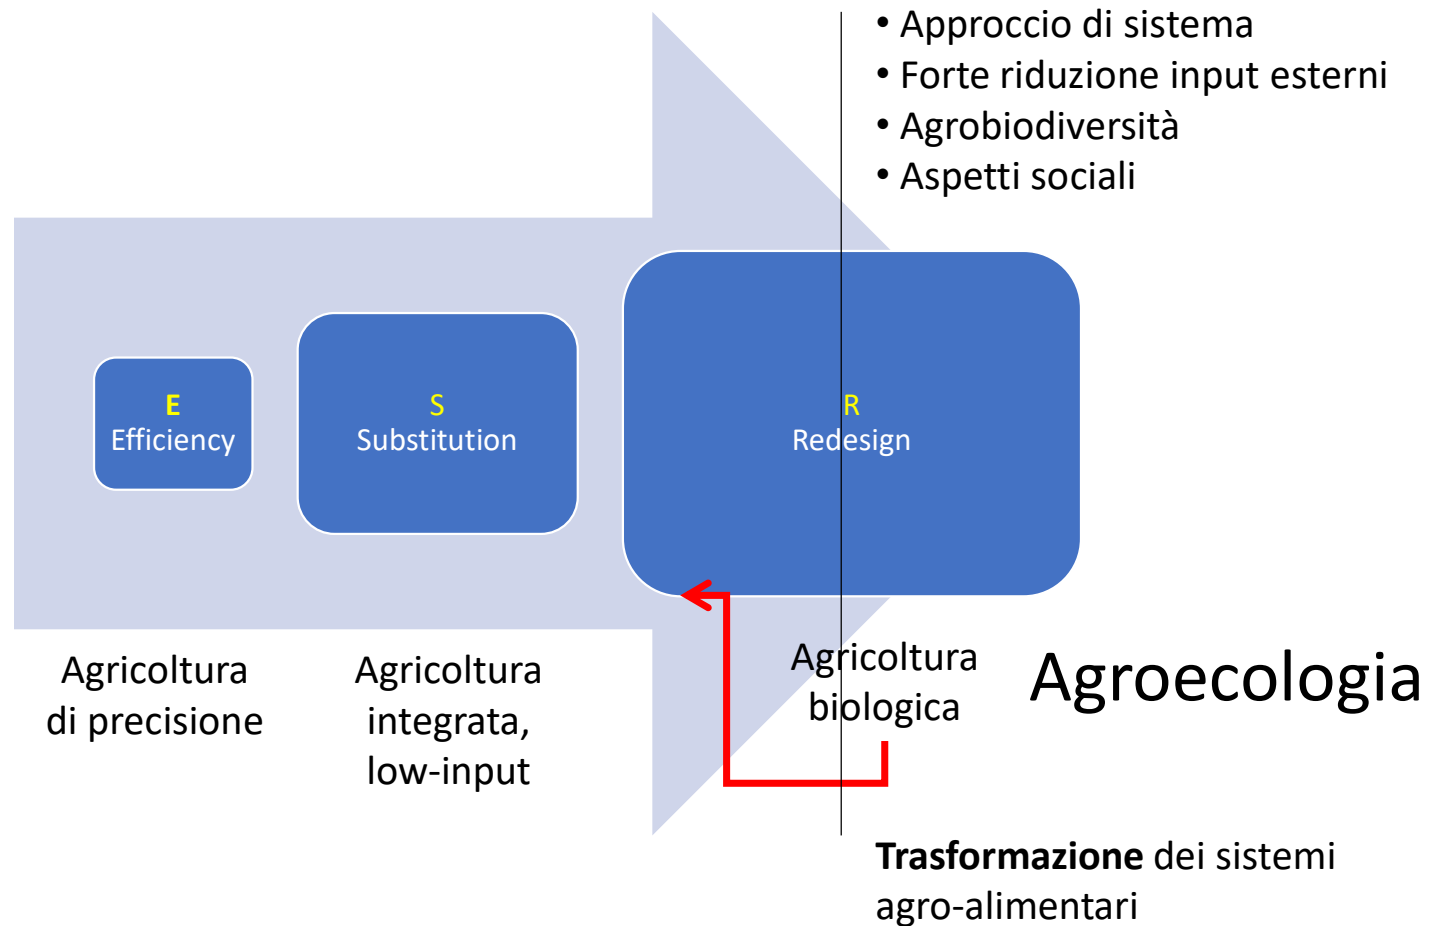 • Approccio di sistema
• Forte riduzione input esterni
• Agrobiodiversità
• Aspetti sociali
E
Efficiency
S
Substitution
R
Redesign
Agricoltura
di precisione
Agricoltura
integrata,
low-input
Agricoltura
biologica
Agroecologia
Trasformazione dei sistemi
agro-alimentari